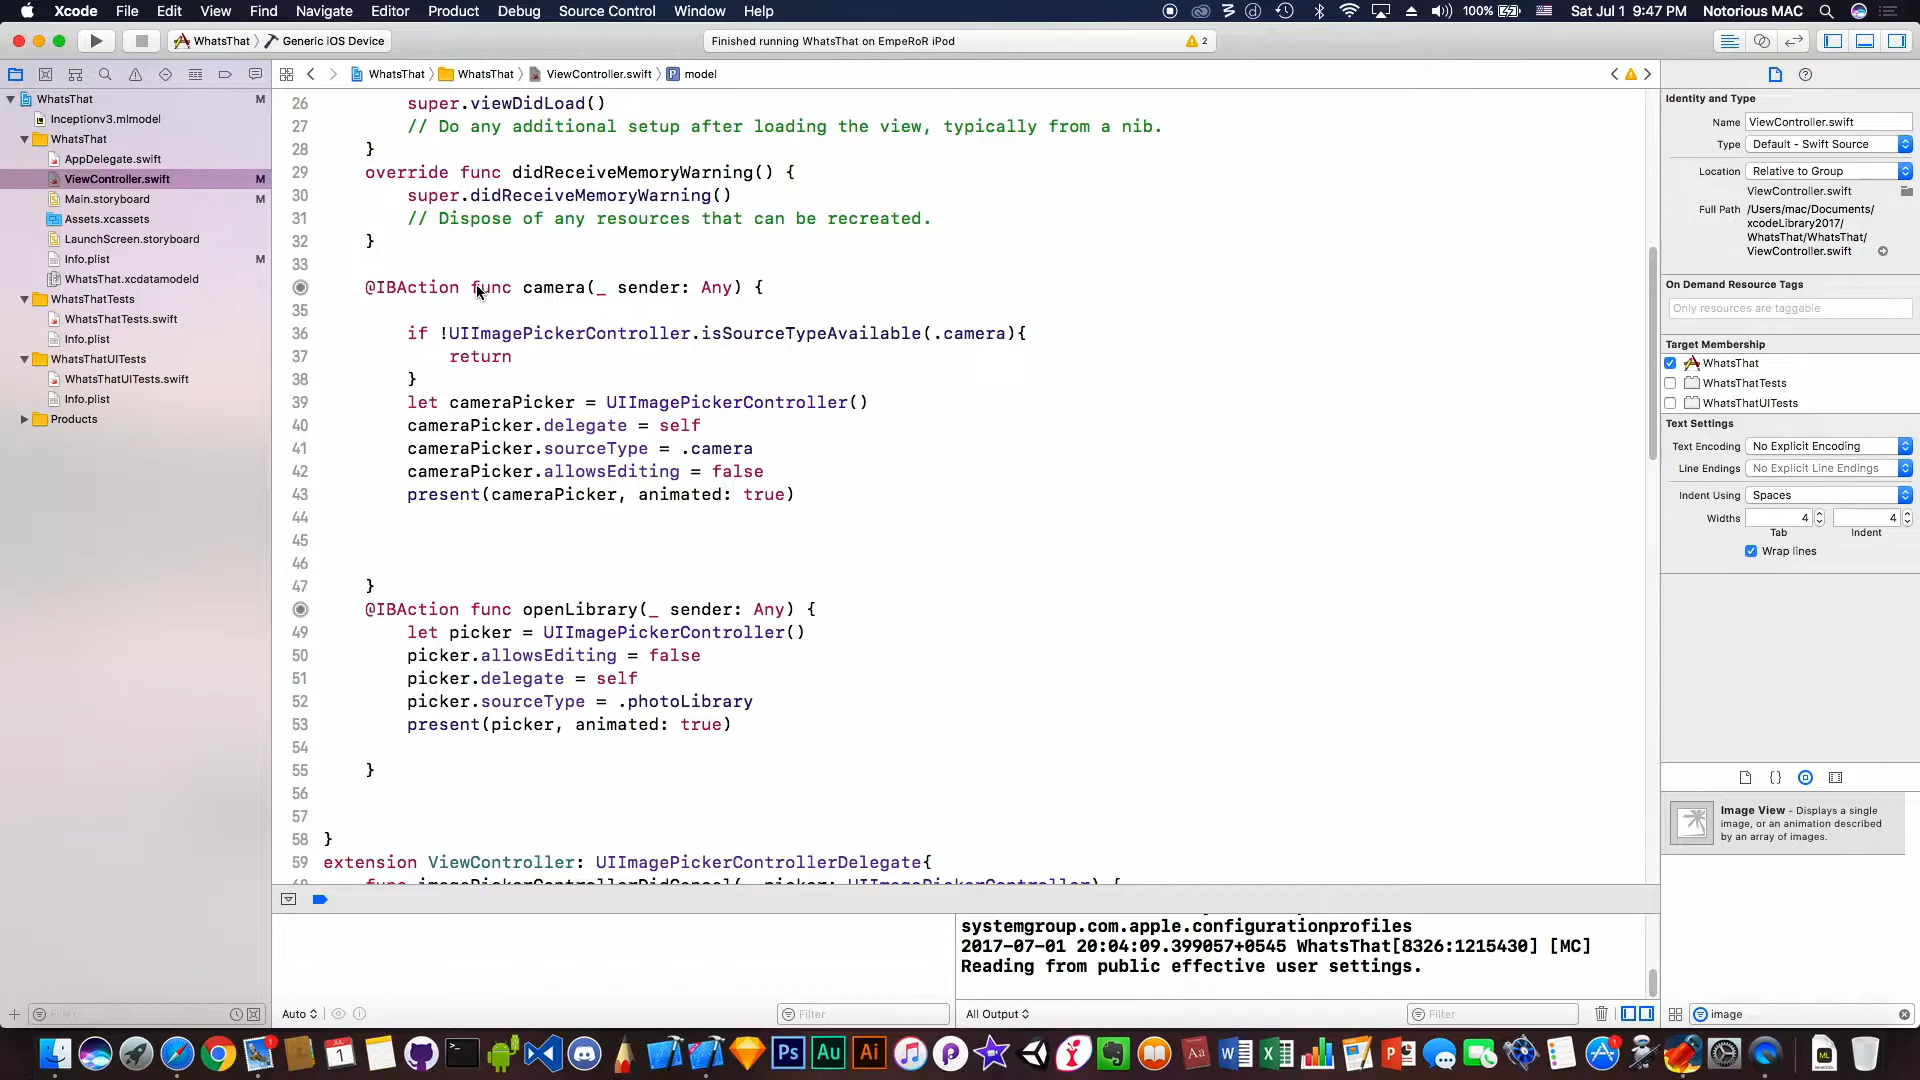 Xcode File Edit View Find Navigate Editor Product Debug Source Control Window Help 100% Sat Jul 1 9:47 PM Notorious MAC
WhatsThat Generic iOS Device Finished running WhatsThat on EmpeRoR iPod 2
WhatsThat WhatsThat ViewController.swift model
WhatsThat M
Inceptionv3.mlmodel
WhatsThat
AppDelegate.swift
ViewController.swift M
Main.storyboard M
Assets.xcassets
LaunchScreen.storyboard
Info.plist M
WhatsThat.xcdatamodeld
WhatsThatTests
WhatsThatTests.swift
Info.plist
WhatsThatUITests
WhatsThatUITests.swift
Info.plist
Products
26 super.viewDidLoad()
27 // Do any additional setup after loading the view, typically from a nib.
28 }
29 override func didReceiveMemoryWarning() {
30 super.didReceiveMemoryWarning()
31 // Dispose of any resources that can be recreated.
32 }
33
@IBAction func camera(_ sender: Any) {
35
36 if !UIImagePickerController.isSourceTypeAvailable(.camera){
37 return
38 }
39 let cameraPicker = UIImagePickerController()
40 cameraPicker.delegate = self
41 cameraPicker.sourceType = .camera
42 cameraPicker.allowsEditing = false
43 present(cameraPicker, animated: true)
44
45
46
47 }
@IBAction func openLibrary(_ sender: Any) {
49 let picker = UIImagePickerController()
50 picker.allowsEditing = false
51 picker.delegate = self
52 picker.sourceType = .photoLibrary
53 present(picker, animated: true)
54
55 }
56
57
58 }
59 extension ViewController: UIImagePickerControllerDelegate{
60 func imagePickerControllerDidCancel(_ picker: UIImagePickerController) {
systemgroup.com.apple.configurationprofiles
2017-07-01 20:04:09.399057+0545 WhatsThat[8326:1215430] [MC]
Reading from public effective user settings.
Filter
Auto
Filter
All Output
Filter
Identity and Type
Name ViewController.swift
Type Default - Swift Source
Location Relative to Group
ViewController.swift
Full Path /Users/mac/Documents/
xcodeLibrary2017/
WhatsThat/WhatsThat/
ViewController.swift
On Demand Resource Tags
Only resources are taggable
Target Membership
WhatsThat
WhatsThatTests
WhatsThatUITests
Text Settings
Text Encoding No Explicit Encoding
Line Endings No Explicit Line Endings
Indent Using Spaces
Widths 4 4
Tab Indent
Wrap lines
Image View - Displays a single
image, or an animation described
by an array of images.
image
JUL
1
Ps Au Ai
Aa
ML